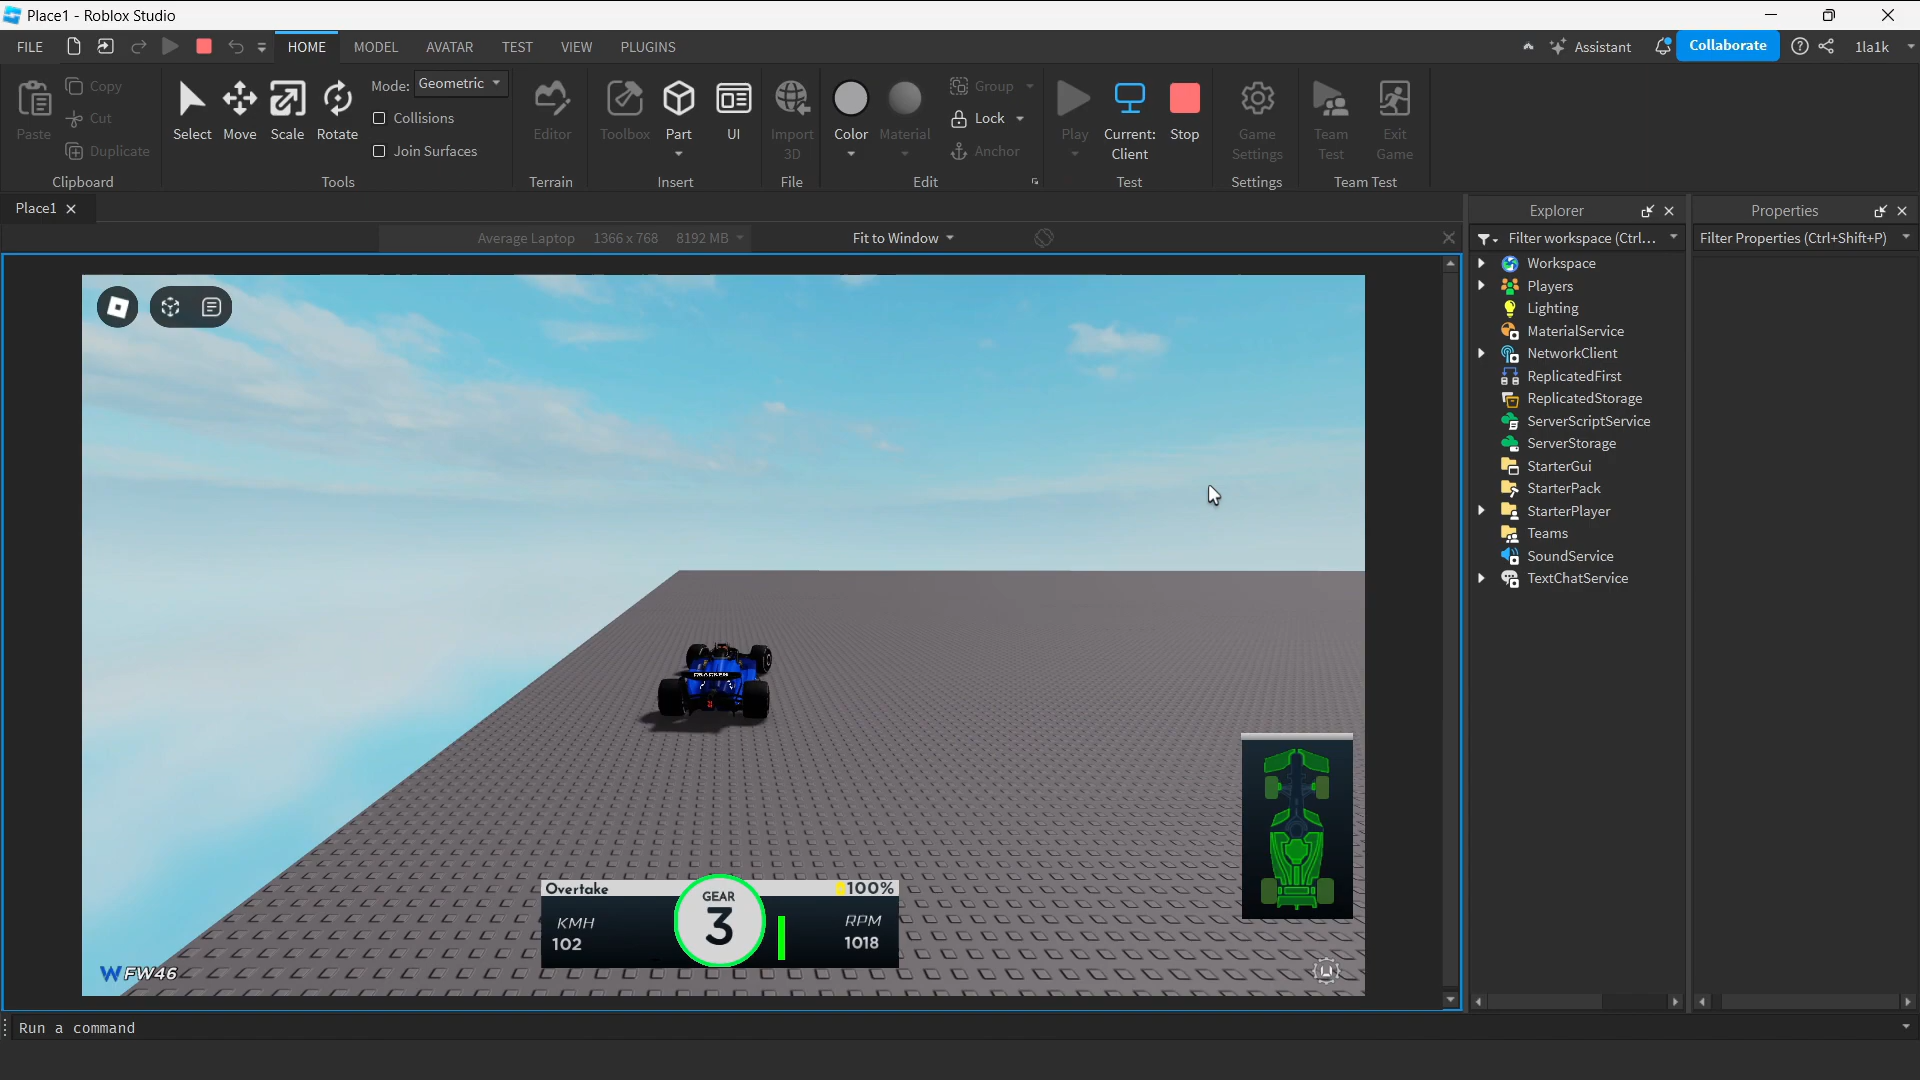 Place1 - Roblox Studio
FILE
HOME
MODEL
AVATAR
TEST
VIEW
PLUGINS
Assistant
Collaborate
1la1k
Paste
Copy
Cut
Duplicate
Clipboard
Select
Move
Scale
Rotate
Mode: Geometric
Collisions
Join Surfaces
Tools
Editor
Terrain
Toolbox
Part
UI
Insert
Import
3D
File
Color
Material
Group
Lock
Anchor
Edit
Play
Current:
Client
Stop
Test
Game
Settings
Settings
Team
Test
Exit
Game
Team Test
Place1
Average Laptop 1366 x 768 8192 MB
Fit to Window
Explorer
Filter workspace (Ctrl...
Workspace
Players
Lighting
MaterialService
NetworkClient
ReplicatedFirst
ReplicatedStorage
ServerScriptService
ServerStorage
StarterGui
StarterPack
StarterPlayer
Teams
SoundService
TextChatService
Properties
Filter Properties (Ctrl+Shift+P)
Overtake
100%
KMH
102
GEAR
3
RPM
1018
W FW46
Run a command